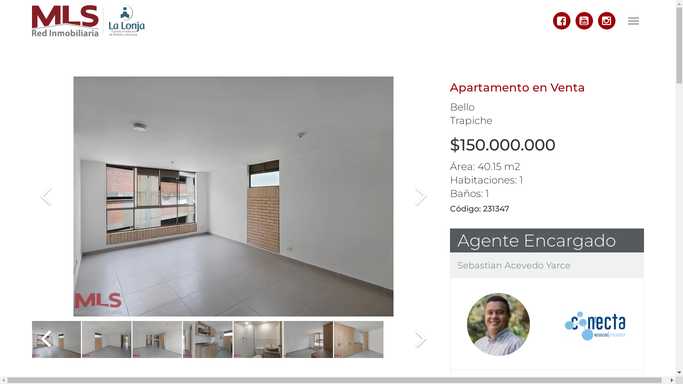 MLS
Red Inmobiliaria
La Lonja
Apartamento en Venta
Bello
Trapiche
$150.000.000
Área: 40.15 m2
Habitaciones: 1
Baños: 1
Código: 231347
Agente Encargado
Sebastian Acevedo Yarce
MLS
conecta